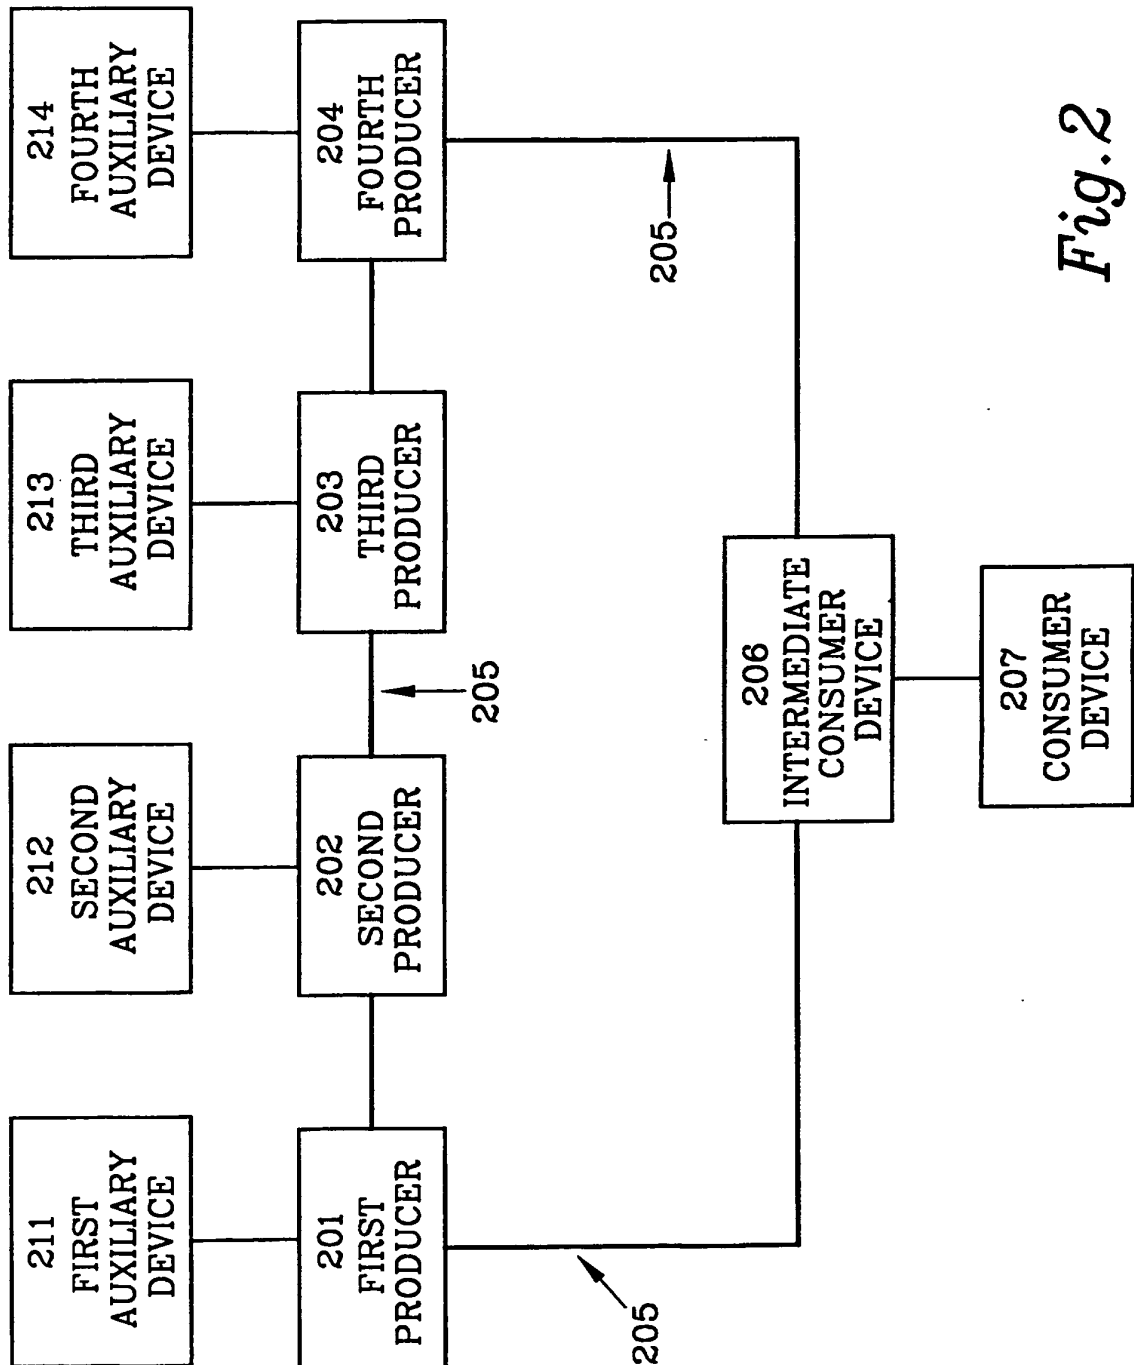 211
FIRST
AUXILIARY
DEVICE
212
SECOND
AUXILIARY
DEVICE
213
THIRD
AUXILIARY
DEVICE
214
FOURTH
AUXILIARY
DEVICE
201
FIRST
PRODUCER
202
SECOND
PRODUCER
203
THIRD
PRODUCER
204
FOURTH
PRODUCER
205
205
205
206
INTERMEDIATE
CONSUMER
DEVICE
207
CONSUMER
DEVICE
Fig.2